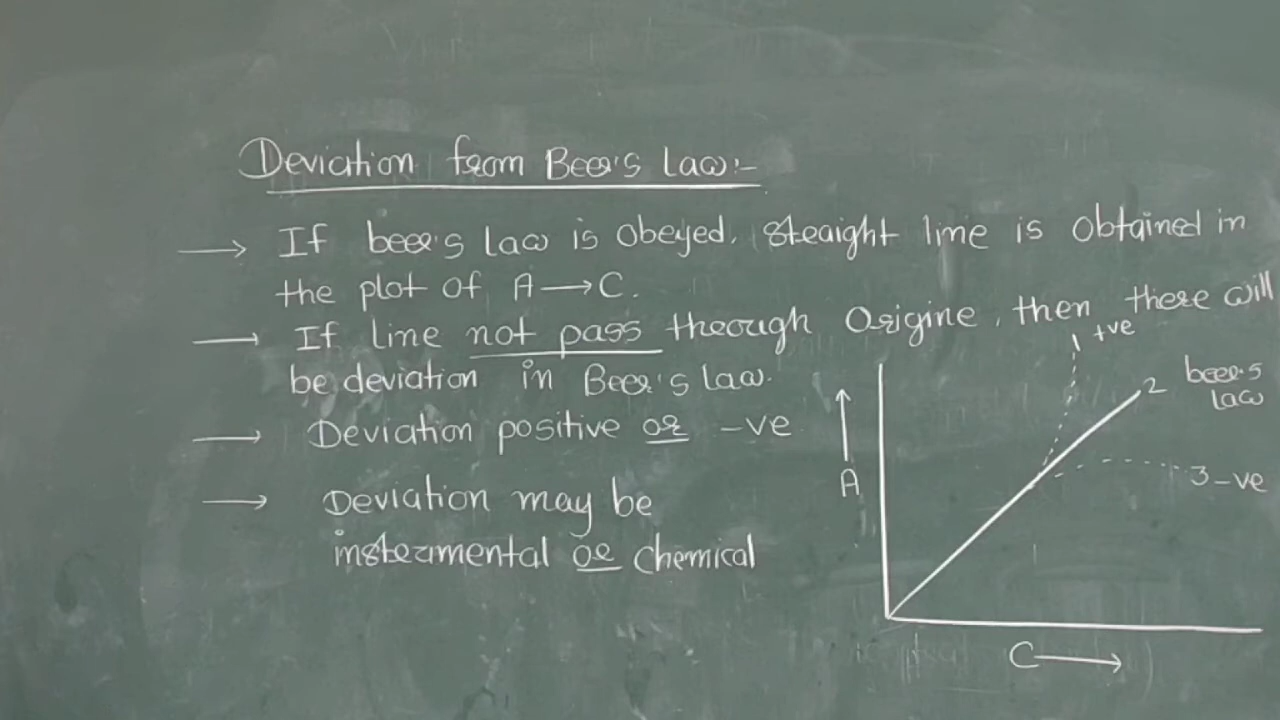 Deviation from Beer's Law:-
→ If beer's Law is obeyed, straight line is obtained in
the plot of A → C.
→ If line not pass through Origine, then there will
be deviation in Beer's Law.
→ Deviation positive or -ve
→ Deviation may be
instermental or chemical
1 +ve
2 beer's
law
3 -ve
A
C →